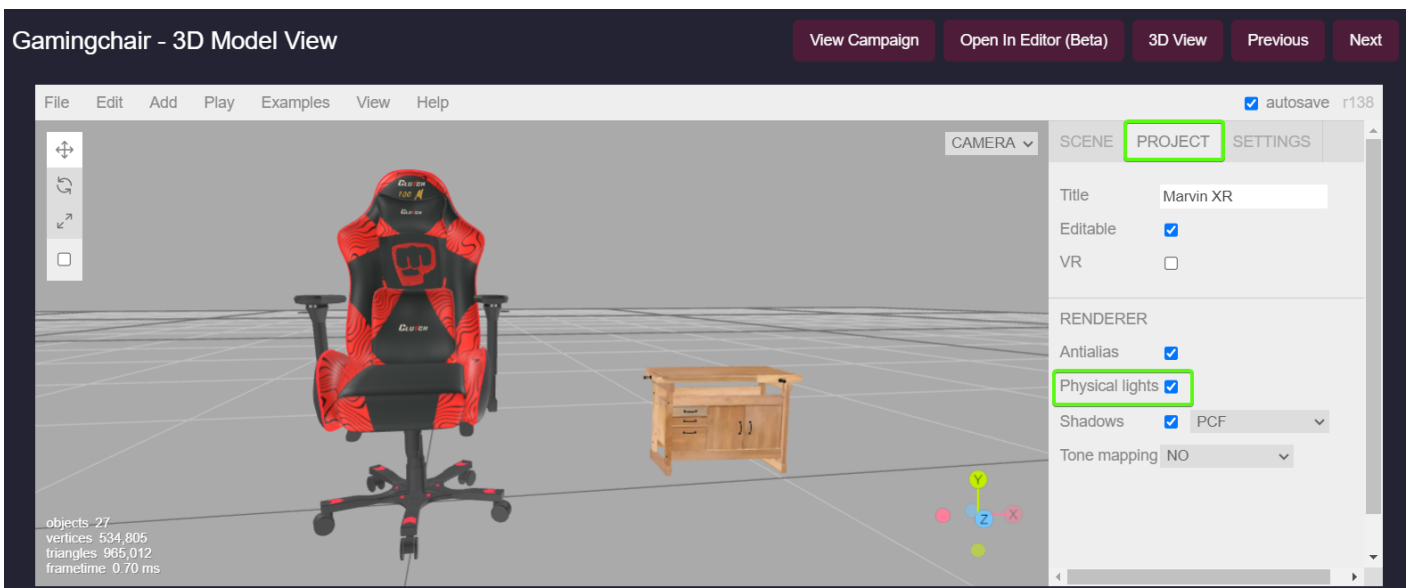 Gamingchair - 3D Model View
View Campaign
Open In Editor (Beta)
3D View
Previous
Next
File Edit Add Play Examples View Help
autosave r138
CAMERA
SCENE PROJECT SETTINGS
Title Marvin XR
Editable
VR
RENDERER
Antialias
Physical lights
Shadows PCF
Tone mapping NO
CLUTCH
CLUTCH
CLUTCH
Y
Z
X
objects 27
vertices 534,805
triangles 965,012
frametime 0.70 ms